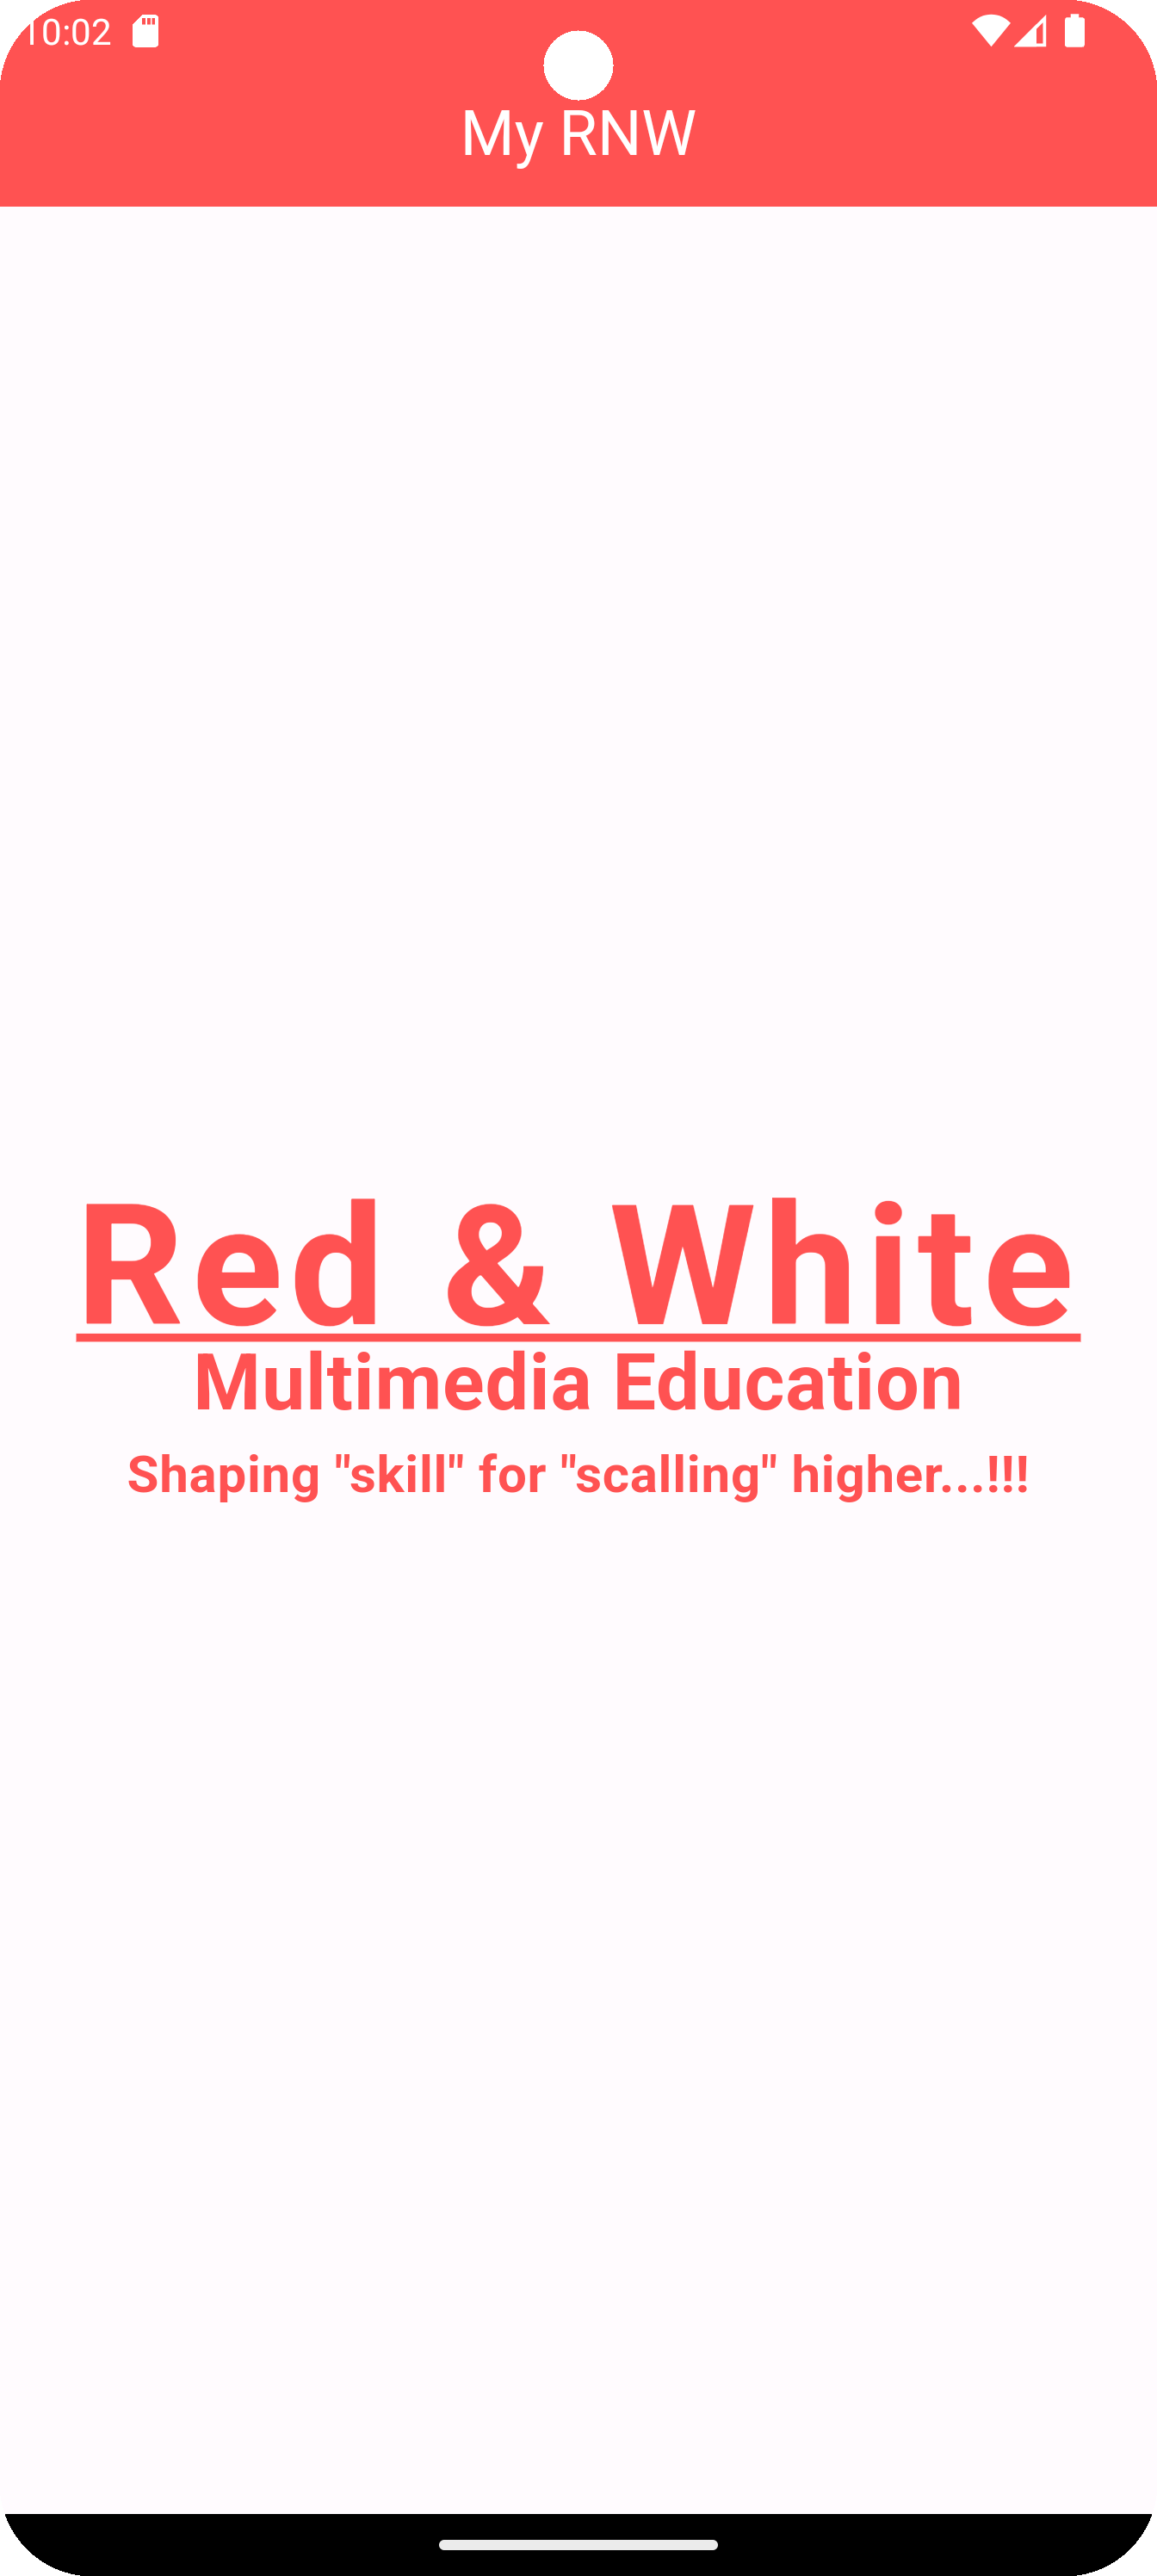 10:02
My RNW
Red & White
Multimedia Education
Shaping "skill" for "scalling" higher...!!!